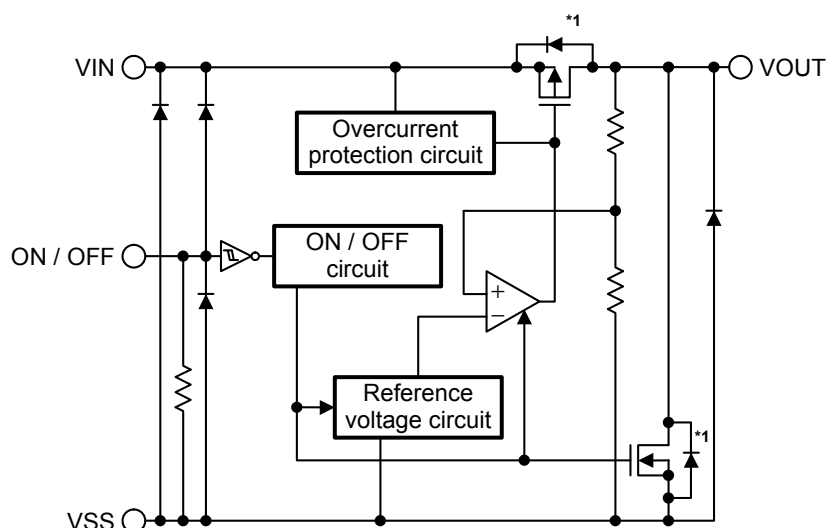 *1
VIN
VOUT
Overcurrent
protection circuit
ON / OFF
ON / OFF
circuit
+
−
Reference
voltage circuit
*1
VSS